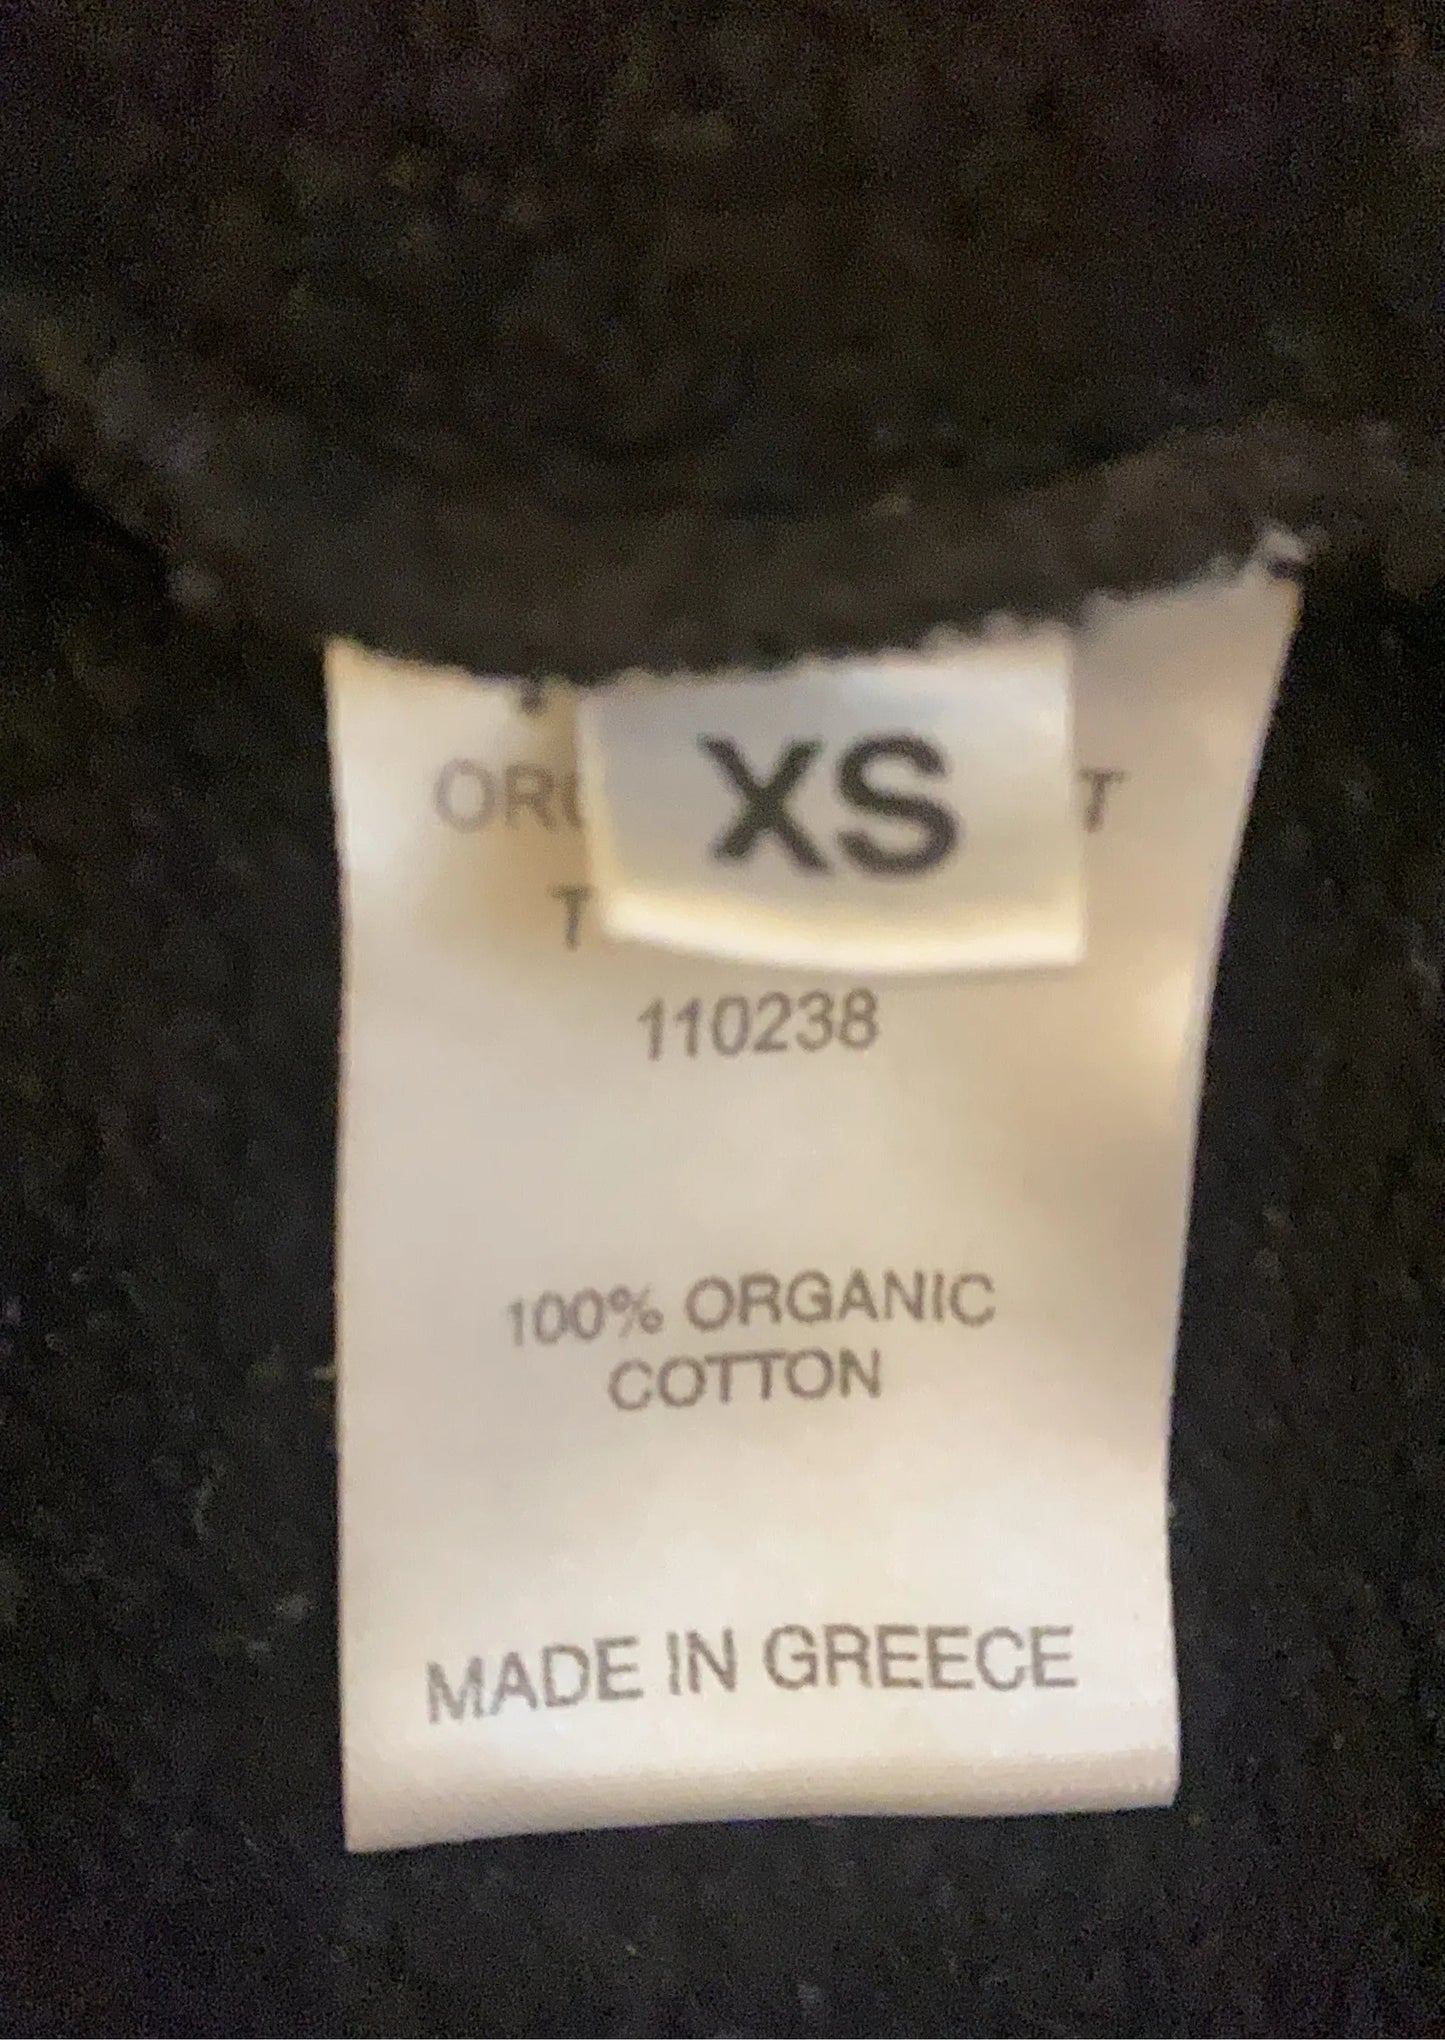 XS
110238
100% ORGANIC
COTTON
MADE IN GREECE